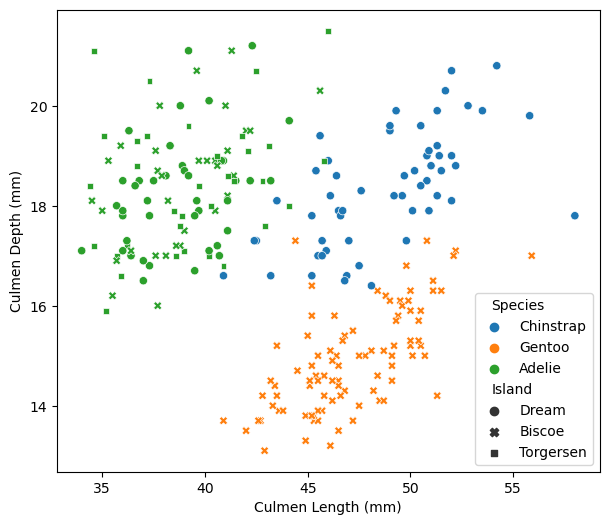 20
18
16
14
Culmen Depth (mm)
Species
Chinstrap
Gentoo
Adelie
Island
Dream
Biscoe
Torgersen
35 40 45 50 55
Culmen Length (mm)